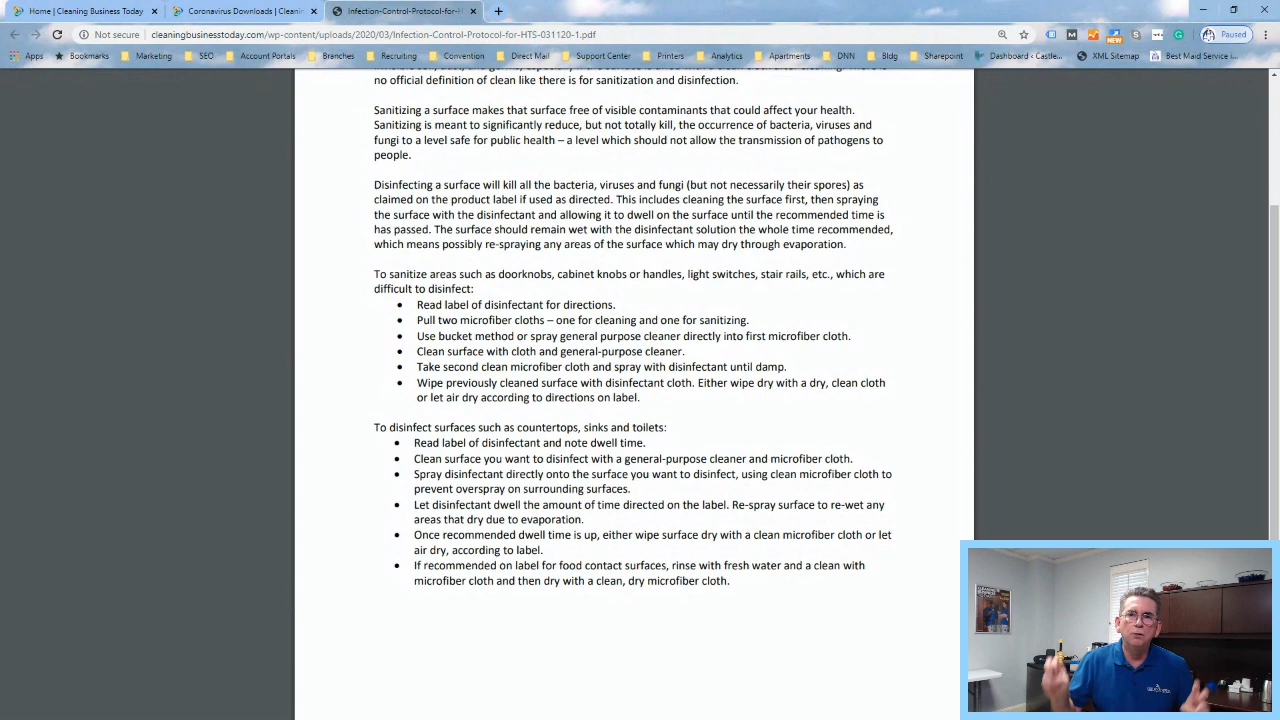 Home | Cleaning Business Today
Coronavirus Downloads | Cleanin
Infection-Control-Protocol-for-H
Not secure | cleaningbusinesstoday.com/wp-content/uploads/2020/03/Infection-Control-Protocol-for-HTS-031120-1.pdf
Paused
Apps Bookmarks Marketing SEO Account Portals Branches Recruiting Convention Direct Mail Support Center Printers Analytics Apartments DNN Bldg Sharepoint Dashboard ‹ Castle... XML Sitemap Best Maid Service i...
no official definition of clean like there is for sanitization and disinfection.
Sanitizing a surface makes that surface free of visible contaminants that could affect your health.
Sanitizing is meant to significantly reduce, but not totally kill, the occurrence of bacteria, viruses and
fungi to a level safe for public health – a level which should not allow the transmission of pathogens to
people.
Disinfecting a surface will kill all the bacteria, viruses and fungi (but not necessarily their spores) as
claimed on the product label if used as directed. This includes cleaning the surface first, then spraying
the surface with the disinfectant and allowing it to dwell on the surface until the recommended time is
has passed. The surface should remain wet with the disinfectant solution the whole time recommended,
which means possibly re-spraying any areas of the surface which may dry through evaporation.
To sanitize areas such as doorknobs, cabinet knobs or handles, light switches, stair rails, etc., which are
difficult to disinfect:
• Read label of disinfectant for directions.
• Pull two microfiber cloths – one for cleaning and one for sanitizing.
• Use bucket method or spray general purpose cleaner directly into first microfiber cloth.
• Clean surface with cloth and general-purpose cleaner.
• Take second clean microfiber cloth and spray with disinfectant until damp.
• Wipe previously cleaned surface with disinfectant cloth. Either wipe dry with a dry, clean cloth
or let air dry according to directions on label.
To disinfect surfaces such as countertops, sinks and toilets:
• Read label of disinfectant and note dwell time.
• Clean surface you want to disinfect with a general-purpose cleaner and microfiber cloth.
• Spray disinfectant directly onto the surface you want to disinfect, using clean microfiber cloth to
prevent overspray on surrounding surfaces.
• Let disinfectant dwell the amount of time directed on the label. Re-spray surface to re-wet any
areas that dry due to evaporation.
• Once recommended dwell time is up, either wipe surface dry with a clean microfiber cloth or let
air dry, according to label.
• If recommended on label for food contact surfaces, rinse with fresh water and a clean with
microfiber cloth and then dry with a clean, dry microfiber cloth.